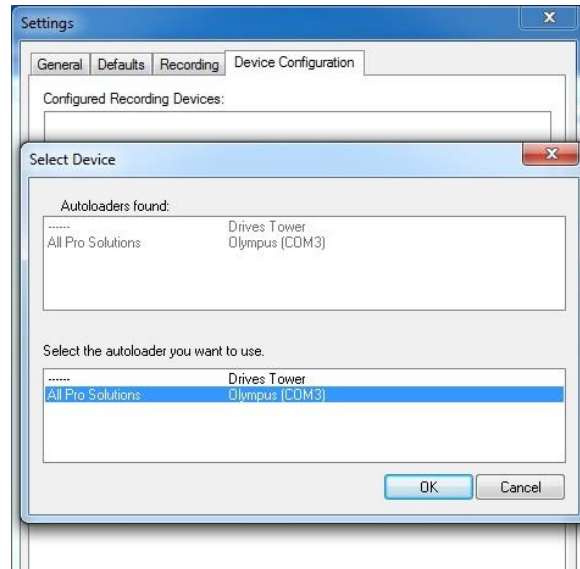 Settings
General Defaults Recording Device Configuration
Configured Recording Devices:
Select Device
Autoloaders found:
------ Drives Tower
All Pro Solutions Olympus (COM3)
Select the autoloader you want to use.
------ Drives Tower
All Pro Solutions Olympus (COM3)
OK Cancel